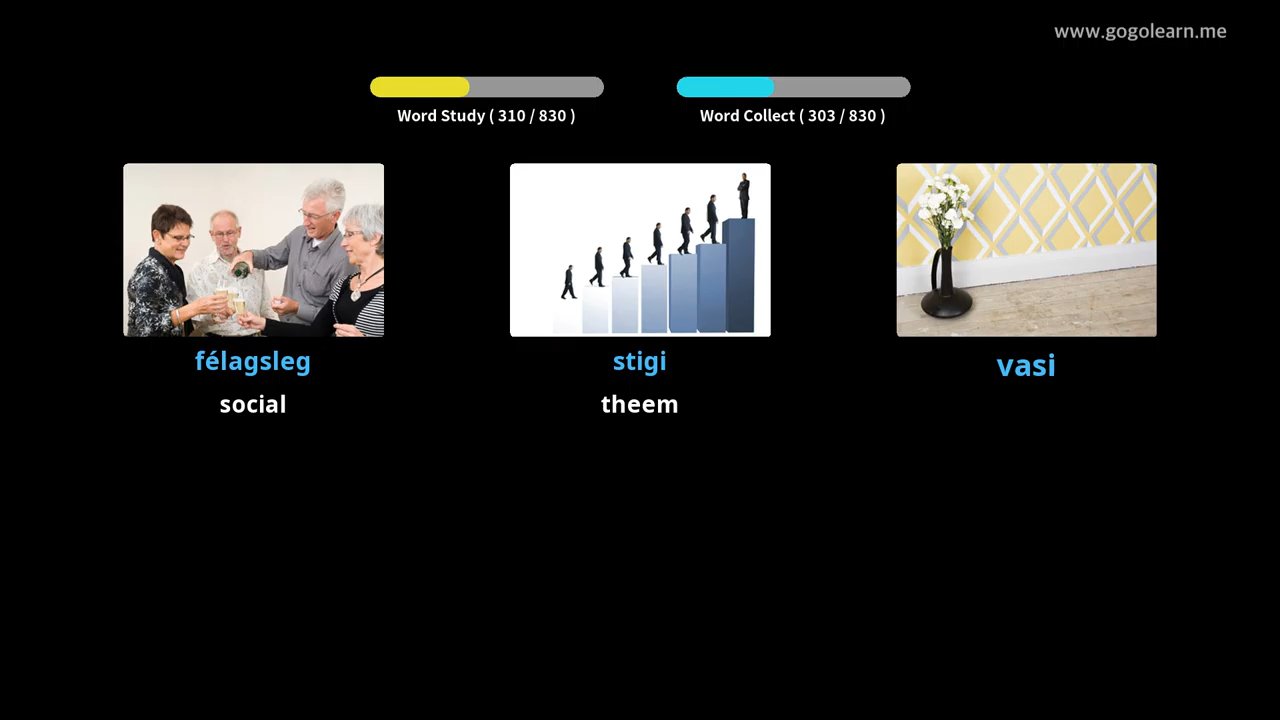 www.gogolearn.me
Word Study ( 310 / 830 )
Word Collect ( 303 / 830 )
félagsleg
stigi
vasi
social
theem